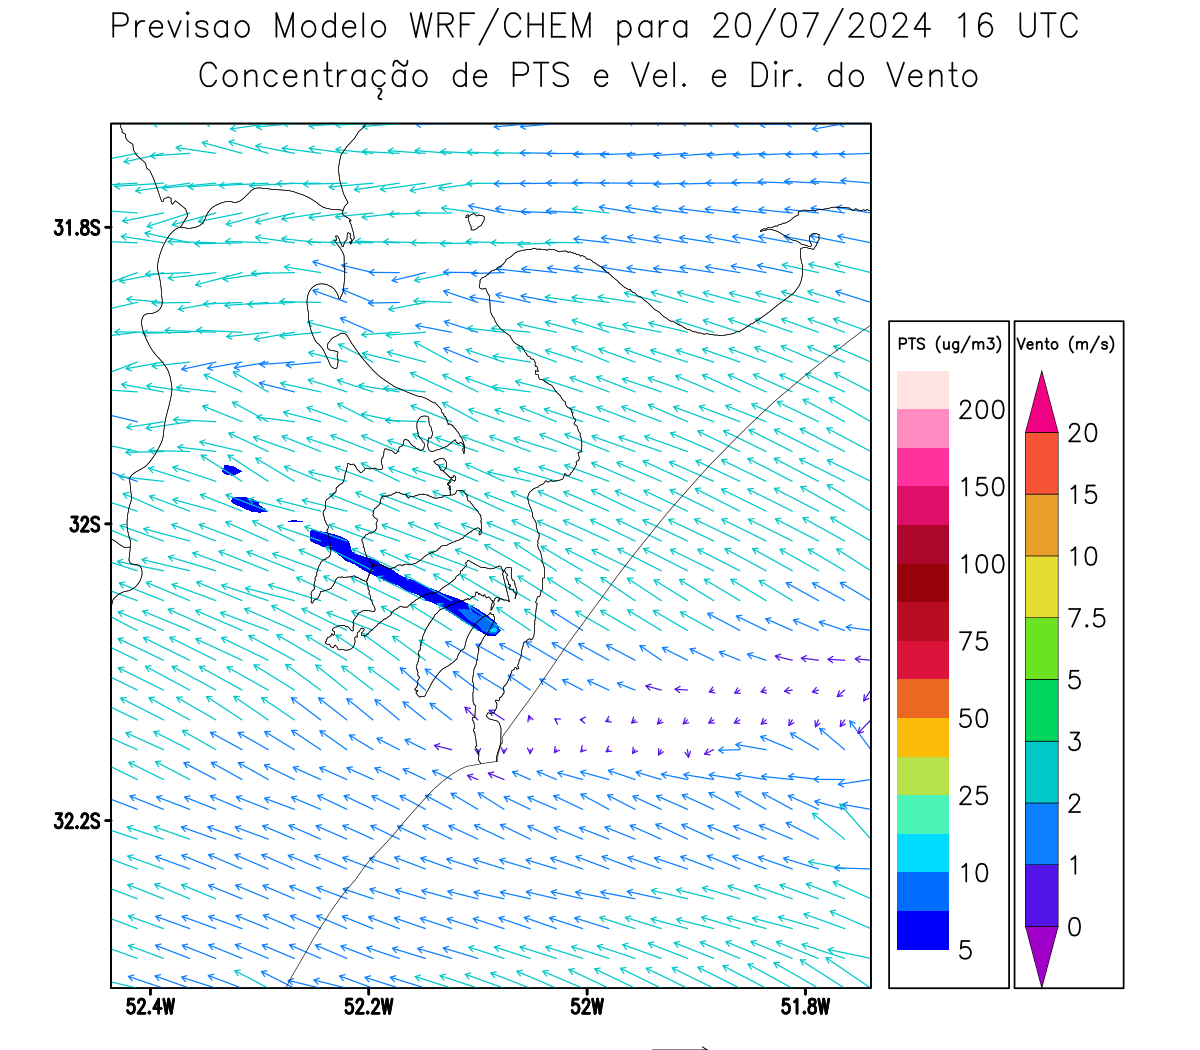 Previsao Modelo WRF/CHEM para 20/07/2024 16 UTC
Concentração de PTS e Vel. e Dir. do Vento
31.8S
32S
32.2S
52.4W
52.2W
52W
51.8W
PTS (ug/m3)
200
150
100
75
50
25
10
5
Vento (m/s)
20
15
10
7.5
5
3
2
1
0